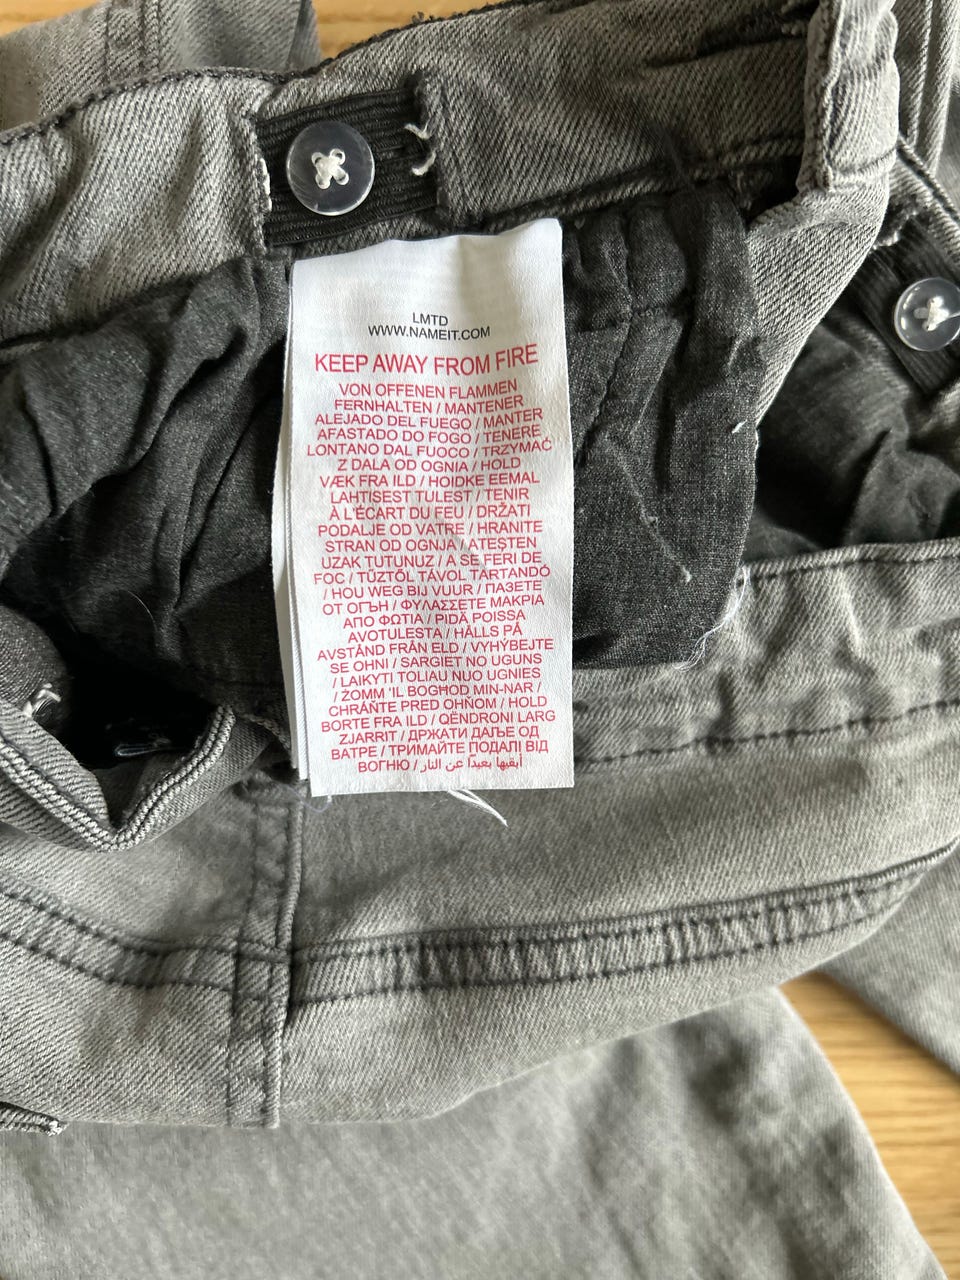 LMTD
WWW.NAMEIT.COM
KEEP AWAY FROM FIRE
VON OFFENEN FLAMMEN
FERNHALTEN / MANTENER
ALEJADO DEL FUEGO / MANTER
AFASTADO DO FOGO / TENERE
LONTANO DAL FUOCO / TRZYMAĆ
Z DALA OD OGNIA / HOLD
VÆK FRA ILD / HOIDKE EEMAL
LAHTISEST TULEST / TENIR
À L'ÉCART DU FEU / DRŽATI
PODALJE OD VATRE / HRANITE
STRAN OD OGNJA / ATEŞTEN
UZAK TUTUNUZ / A SE FERI DE
FOC / TŰZTŐL TÁVOL TARTANDÓ
/ HOU WEG BIJ VUUR / ПАЗЕТЕ
ОТ ОГЪН / ΦΥΛΑΣΣΕΤΕ ΜΑΚΡΙΑ
ΑΠΟ ΦΩΤΙΑ / PIDÄ POISSA
AVOTULESTA / HÅLLS PÅ
AVSTÅND FRÅN ELD / VYHÝBEJTE
SE OHNI / SARGIET NO UGUNS
/ LAIKYTI TOLIAU NUO UGNIES
/ ŻOMM 'IL BOGHOD MIN-NAR /
CHRÁŇTE PRED OHŇOM / HOLD
BORTE FRA ILD / QËNDRONI LARG
ZJARRIT / ДРЖАТИ ДАЉЕ ОД
ВАТРЕ / ТРИМАЙТЕ ПОДАЛІ ВІД
ВОГНЮ / أبقيها بعيدًا عن النار